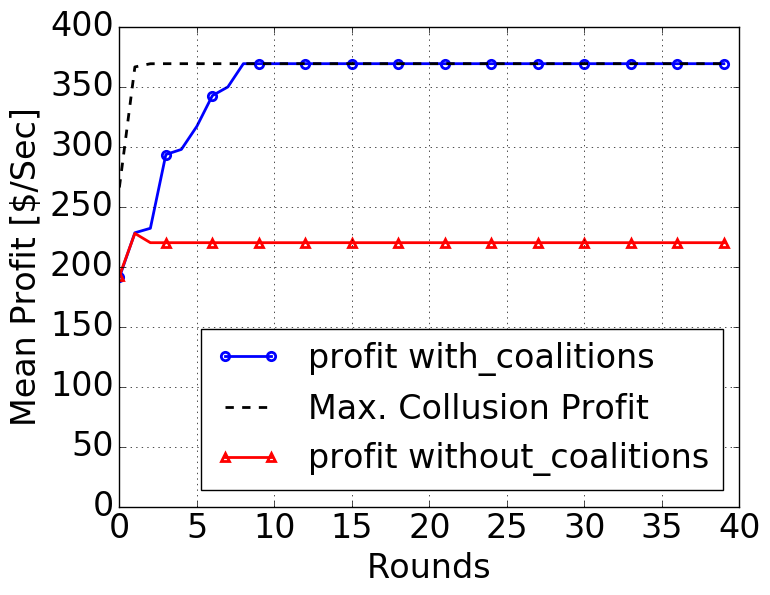 400
350
300
250
200
150
100
50
0
Mean Profit [$/Sec]
profit with_coalitions
Max. Collusion Profit
profit without_coalitions
0 5 10 15 20 25 30 35 40
Rounds